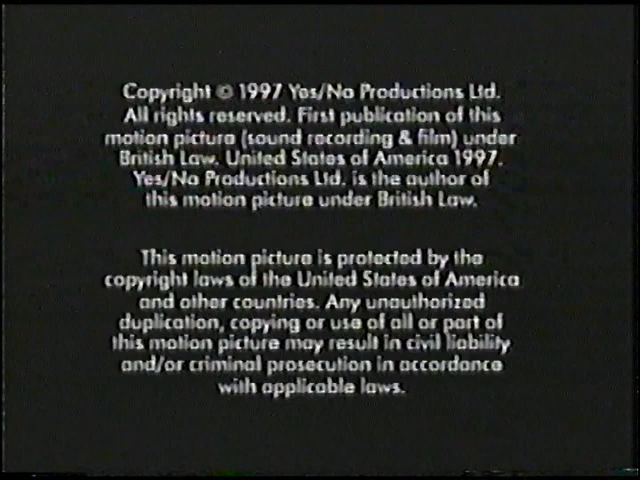 Copyright © 1997 Yes/No Productions Ltd.
All rights reserved. First publication of this
motion picture (sound recording & film) under
British Law. United States of America 1997.
Yes/No Productions Ltd. is the author of
this motion picture under British Law.
This motion picture is protected by the
copyright laws of the United States of America
and other countries. Any unauthorized
duplication, copying or use of all or part of
this motion picture may result in civil liability
and/or criminal prosecution in accordance
with applicable laws.